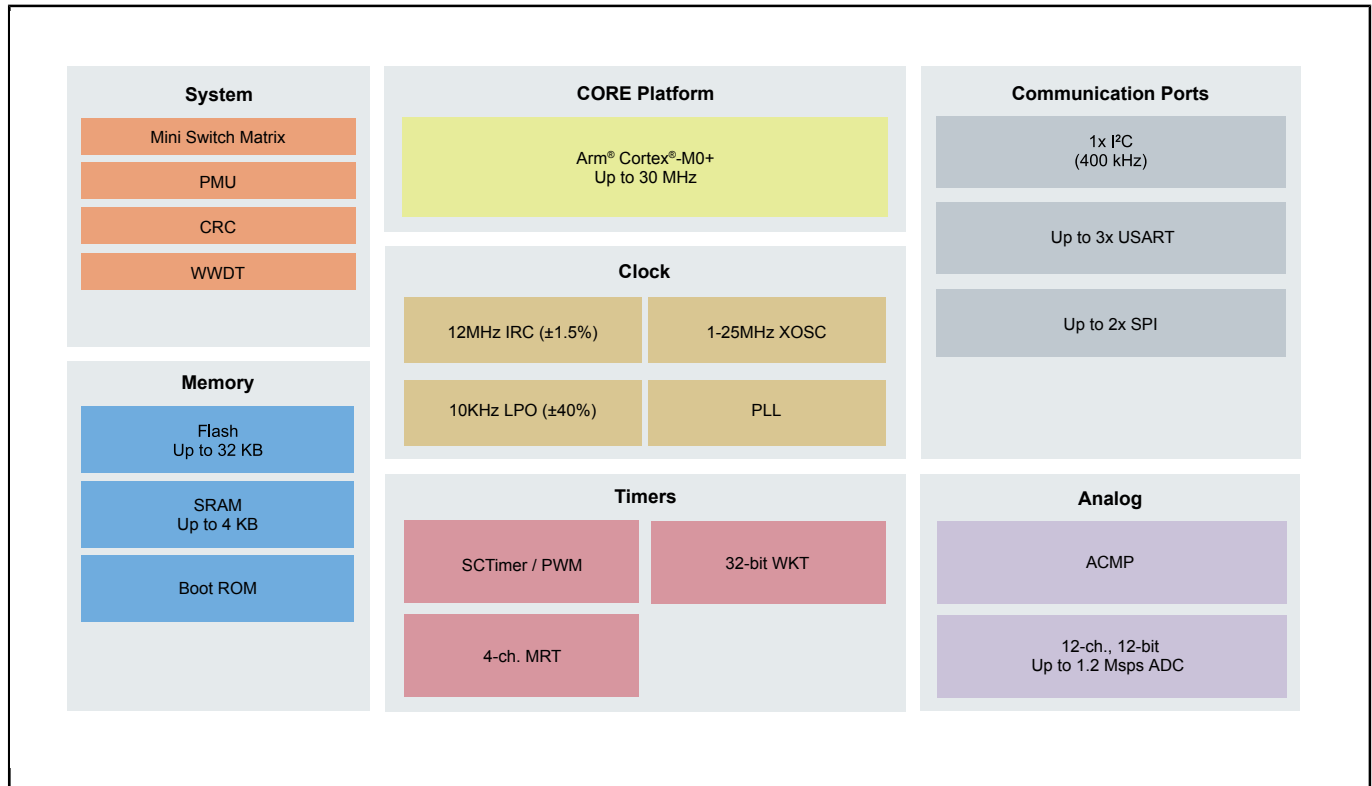 System
Mini Switch Matrix
PMU
CRC
WWDT
Memory
Flash
Up to 32 KB
SRAM
Up to 4 KB
Boot ROM
CORE Platform
Arm® Cortex®-M0+
Up to 30 MHz
Clock
12MHz IRC (±1.5%)
1-25MHz XOSC
10KHz LPO (±40%)
PLL
Timers
SCTimer / PWM
32-bit WKT
4-ch. MRT
Communication Ports
1x I²C
(400 kHz)
Up to 3x USART
Up to 2x SPI
Analog
ACMP
12-ch., 12-bit
Up to 1.2 Msps ADC